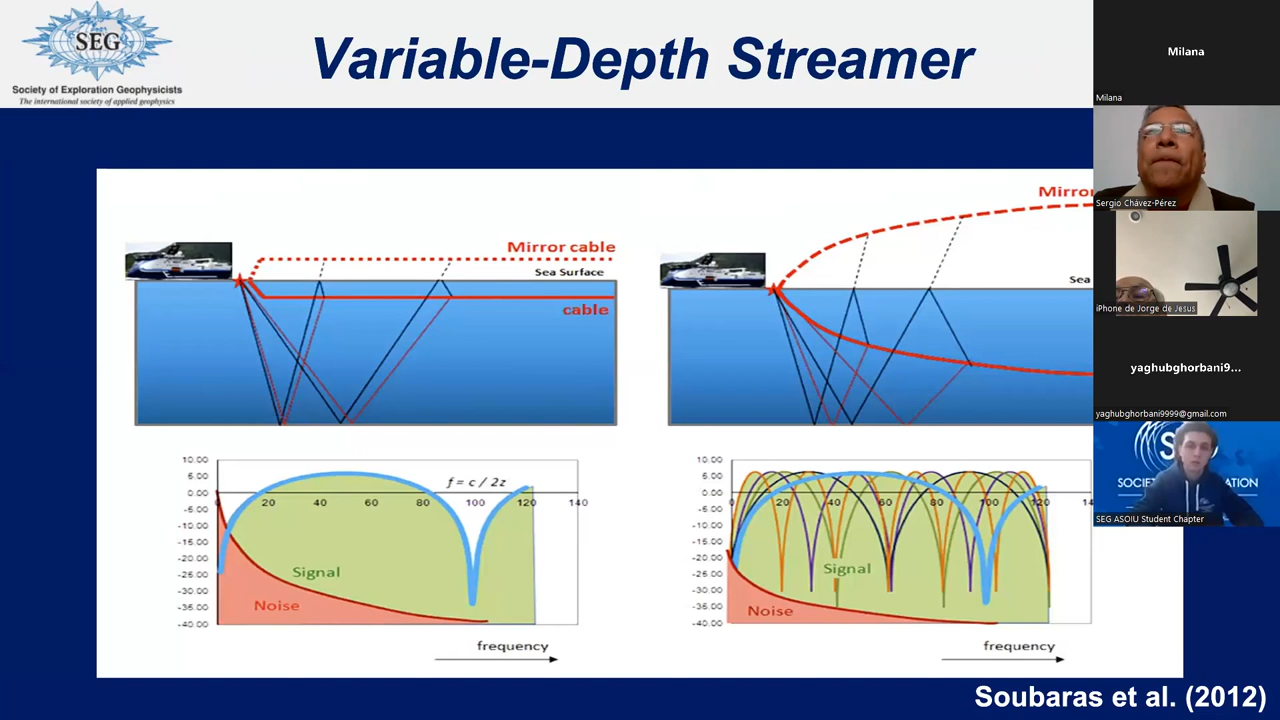 SEG
Society of Exploration Geophysicists
The international society of applied geophysics
Variable-Depth Streamer
Mirror cable
Sea Surface
cable
10.00
5.00
0.00
-5.00
-10.00
-15.00
-20.00
-25.00
-30.00
-35.00
-40.00
20 40 60 80 100 120 140
f = c / 2z
Signal
Noise
frequency
Mirro
Sea
10.00
5.00
0.00
-5.00
-10.00
-15.00
-20.00
-25.00
-30.00
-35.00
-40.00
20 40 60 80 100 120 14
Signal
Noise
frequency
Soubaras et al. (2012)
Milana
Milana
Sergio Chávez-Pérez
iPhone de Jorge de Jesus
yaghubghorbani9...
yaghubghorbani9999@gmail.com
SEG ASOIU Student Chapter